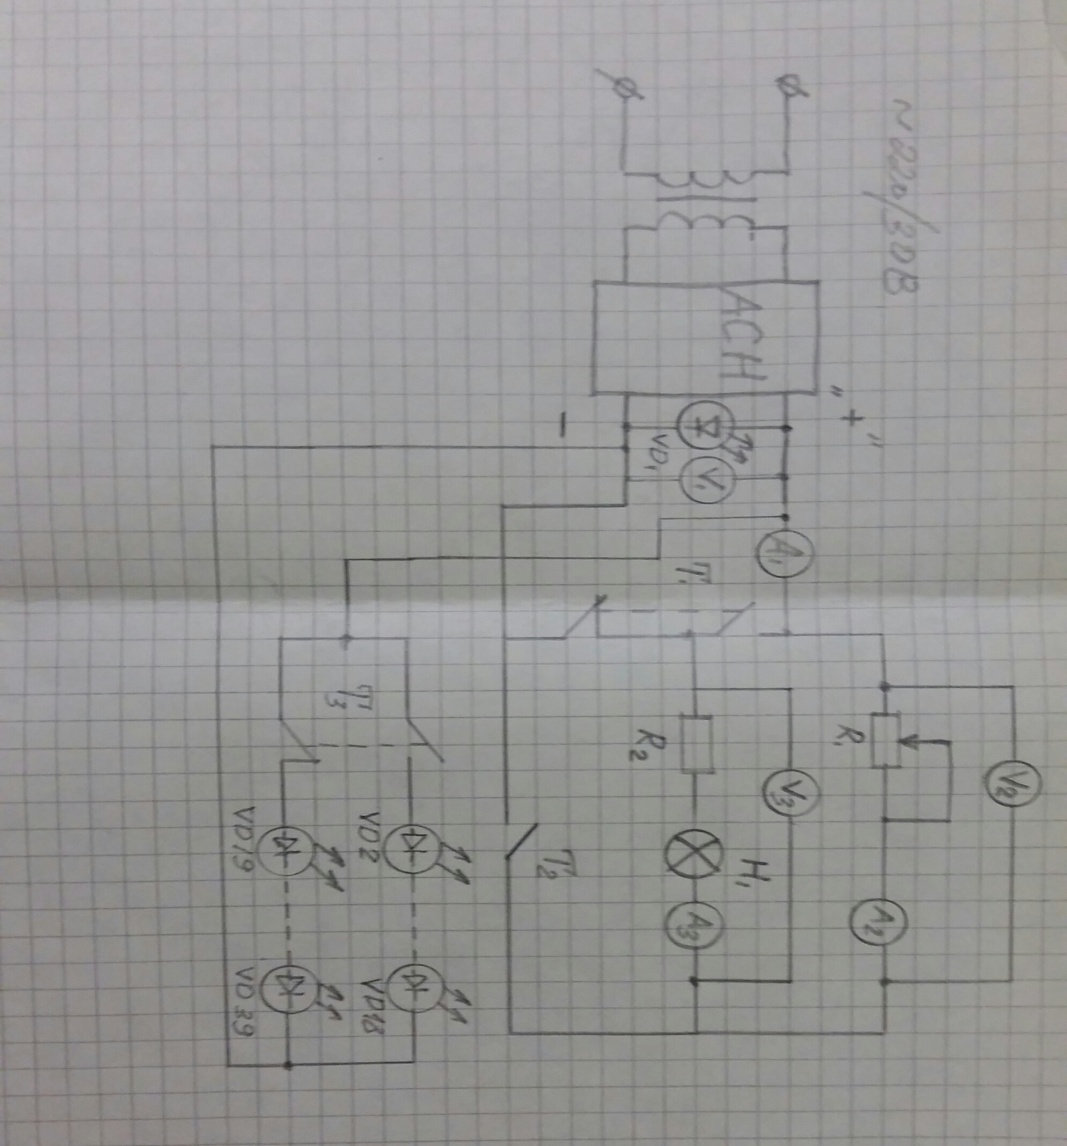 ~ 220/30В
АСН
"+"
−
VD1
V1
A1
T1
R1
V2
A2
R2
V3
H1
A3
T2
T3
VD2
VD18
VD19
VD39